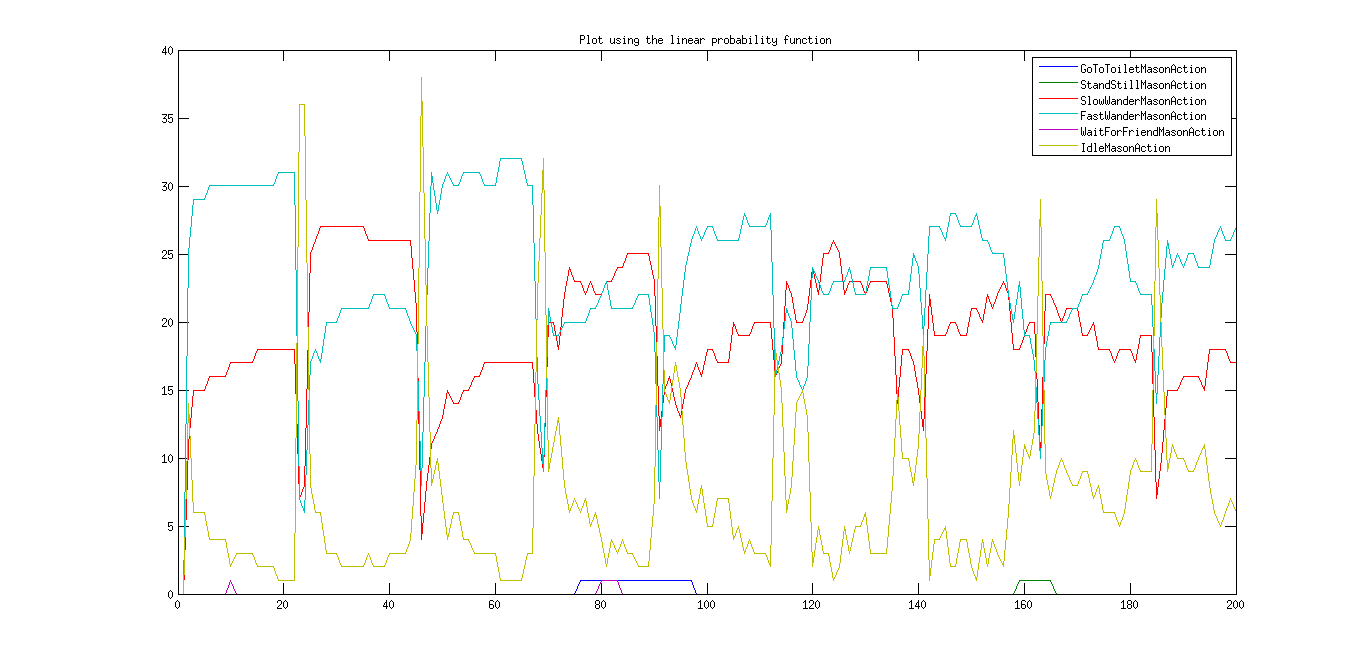 Plot using the linear probability function
40
35
30
25
20
15
10
5
0
GoToToiletMasonAction
StandStillMasonAction
SlowWanderMasonAction
FastWanderMasonAction
WaitForFriendMasonAction
IdleMasonAction
0 20 40 60 80 100 120 140 160 180 200